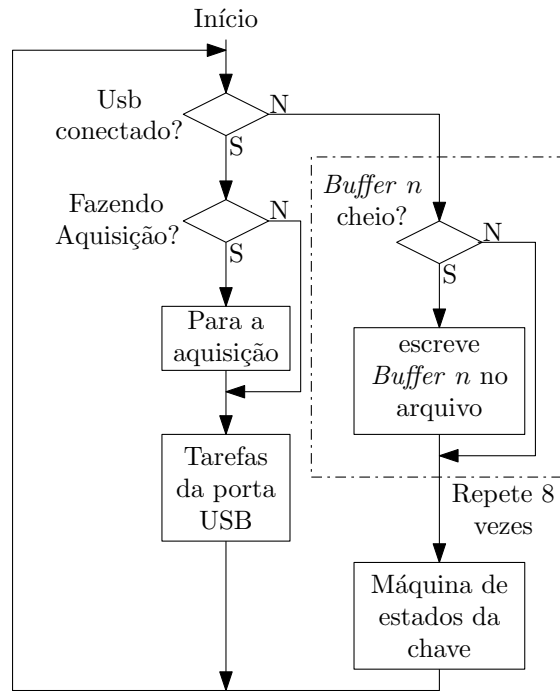 Início
Usb
conectado?
N
S
Fazendo
Aquisição?
N
S
Para a
aquisição
Tarefas
da porta
USB
Buffer n
cheio?
N
S
escreve
Buffer n no
arquivo
Repete 8
vezes
Máquina de
estados da
chave